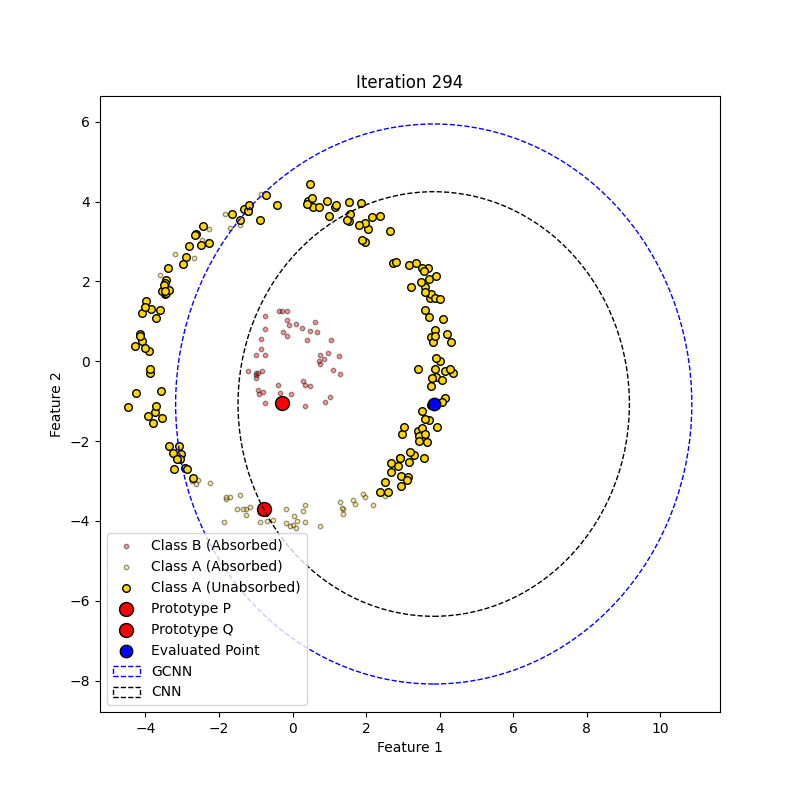 Iteration 294
Feature 2
6
4
2
0
−2
−4
−6
−8
Class B (Absorbed)
Class A (Absorbed)
Class A (Unabsorbed)
Prototype P
Prototype Q
Evaluated Point
GCNN
CNN
−4 −2 0 2 4 6 8 10
Feature 1